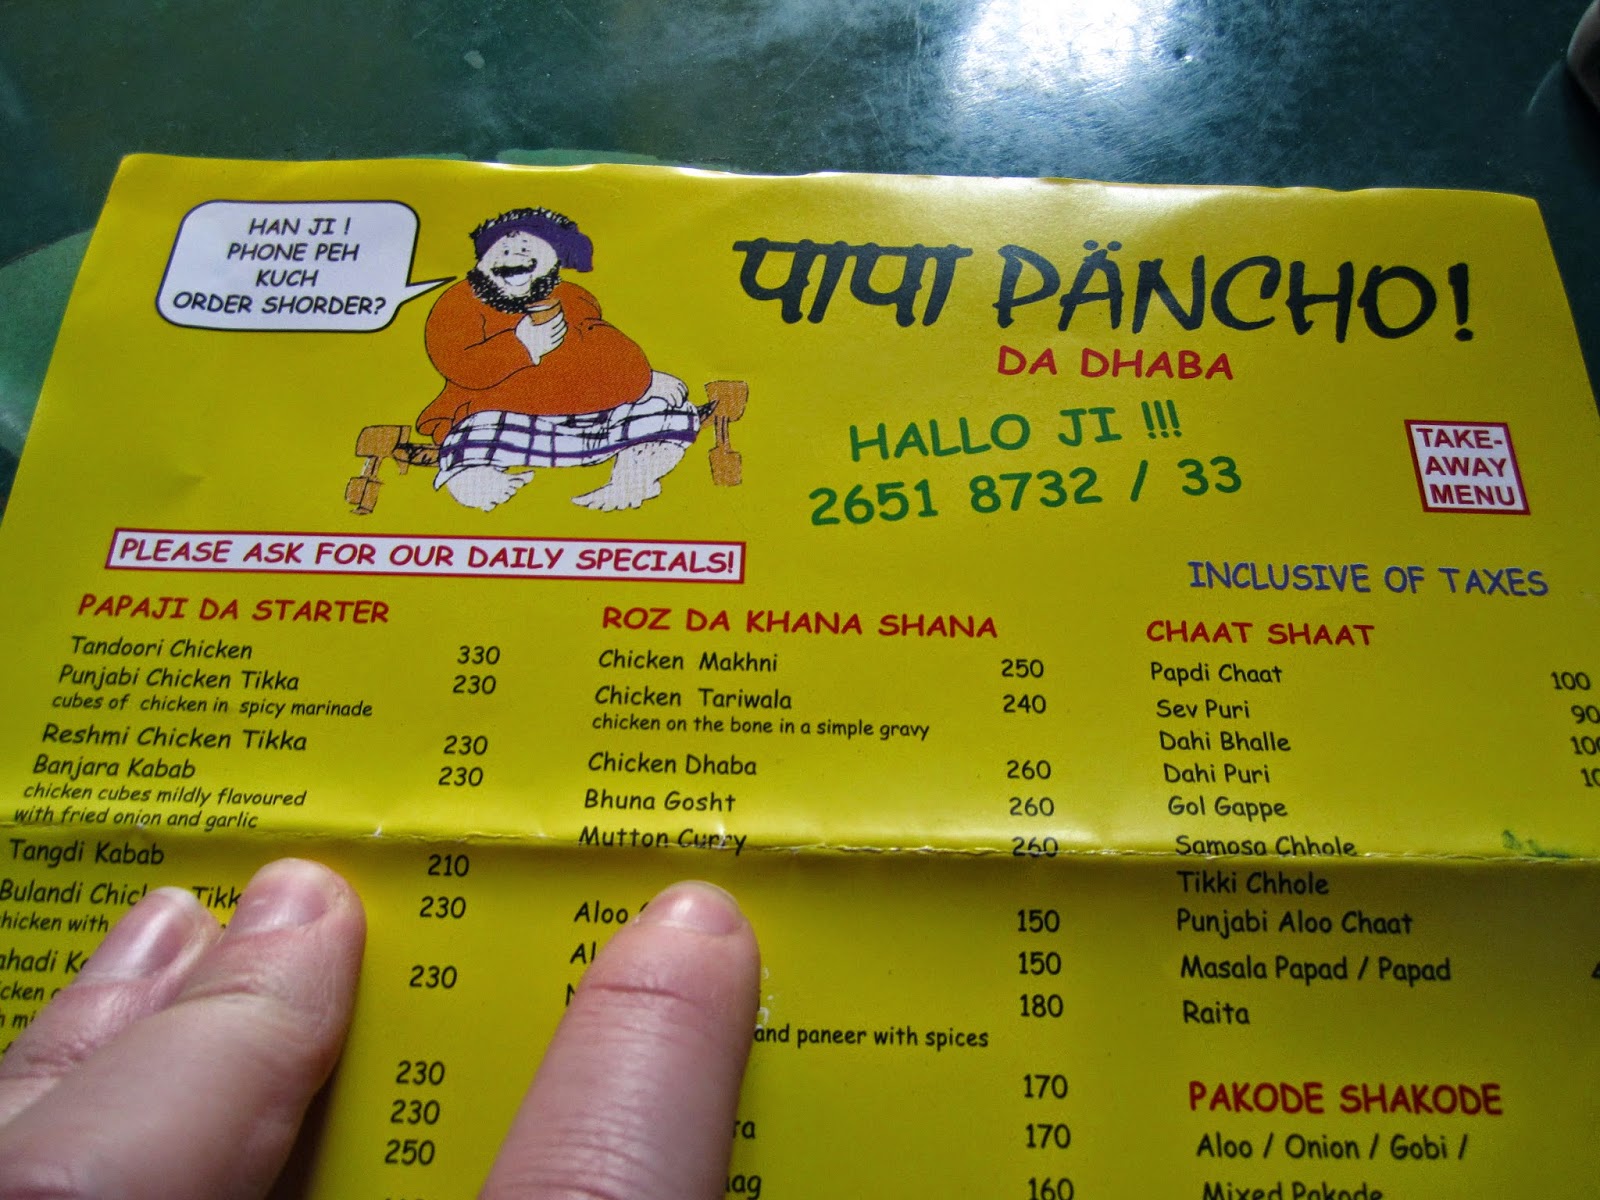 HAN JI !
PHONE PEH
KUCH
ORDER SHORDER?
पापा PÄNCHO!
DA DHABA
HALLO JI !!!
2651 8732 / 33
TAKE-
AWAY
MENU
PLEASE ASK FOR OUR DAILY SPECIALS!
INCLUSIVE OF TAXES
PAPAJI DA STARTER
Tandoori Chicken 330
Punjabi Chicken Tikka 230
cubes of chicken in spicy marinade
Reshmi Chicken Tikka 230
Banjara Kabab 230
chicken cubes mildly flavoured
with fried onion and garlic
Tangdi Kabab 210
Bulandi 230
with
230
230
230
250
ROZ DA KHANA SHANA
Chicken Makhni 250
Chicken Tariwala 240
chicken on the bone in a simple gravy
Chicken Dhaba 260
Bhuna Gosht 260
Mutton Curry 260
Aloo 150
150
180
and paneer with spices
170
170
160
CHAAT SHAAT
Papdi Chaat 100
Sev Puri 90
Dahi Bhalle
Dahi Puri
Gol Gappe
Samosa Chhole
Tikki Chhole
Punjabi Aloo Chaat
Masala Papad / Papad
Raita
PAKODE SHAKODE
Aloo / Onion / Gobi /
Mixed Pakode